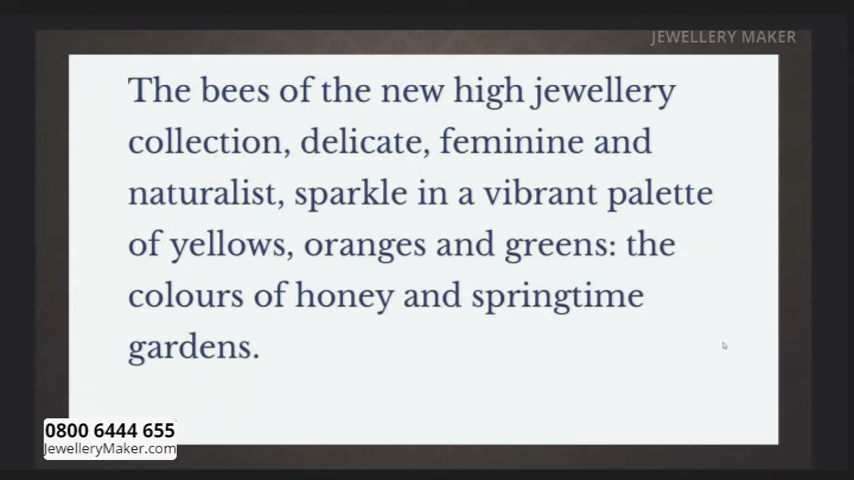 JEWELLERY MAKER
The bees of the new high jewellery
collection, delicate, feminine and
naturalist, sparkle in a vibrant palette
of yellows, oranges and greens: the
colours of honey and springtime
gardens.
0800 6444 655
JewelleryMaker.com